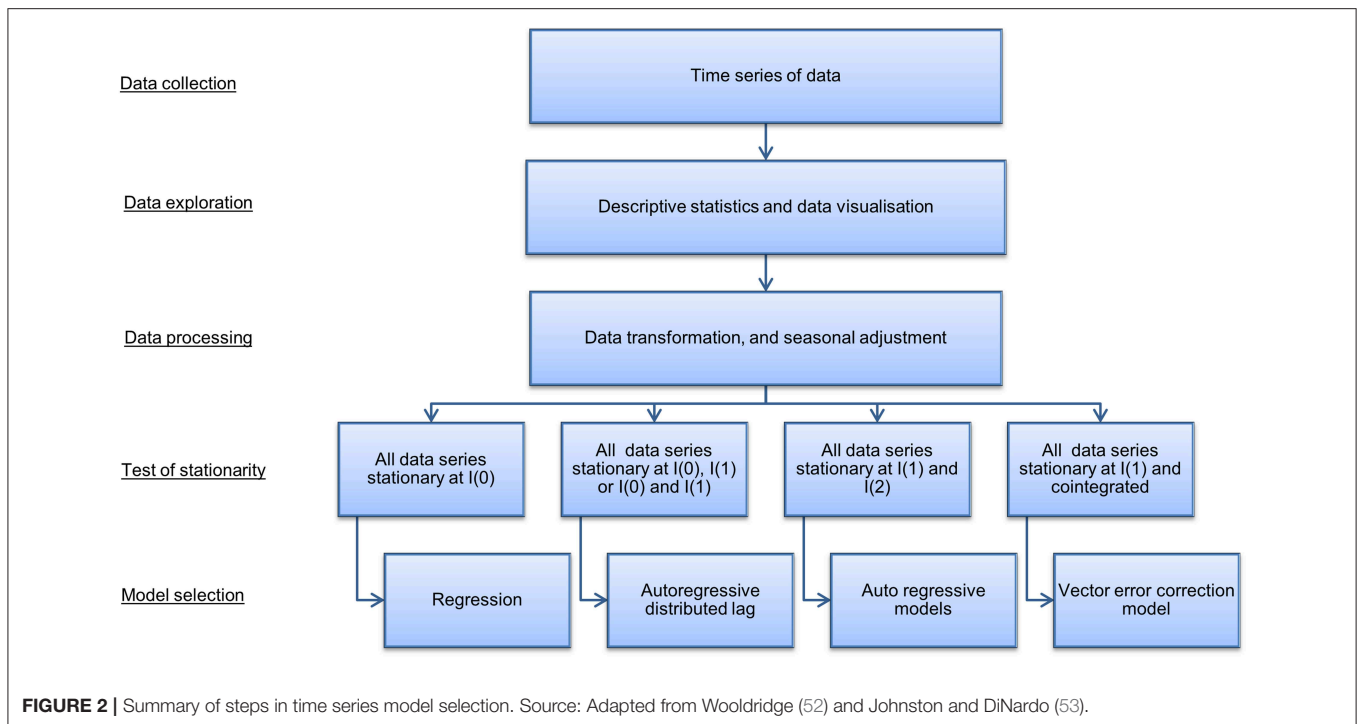 Data collection
Time series of data
Data exploration
Descriptive statistics and data visualisation
Data processing
Data transformation, and seasonal adjustment
Test of stationarity
All data series
stationary at I(0)
All data series
stationary at I(0), I(1)
or I(0) and I(1)
All data series
stationary at I(1) and
I(2)
All data series
stationary at I(1) and
cointegrated
Model selection
Regression
Autoregressive
distributed lag
Auto regressive
models
Vector error correction
model
FIGURE 2 | Summary of steps in time series model selection. Source: Adapted from Wooldridge (52) and Johnston and DiNardo (53).